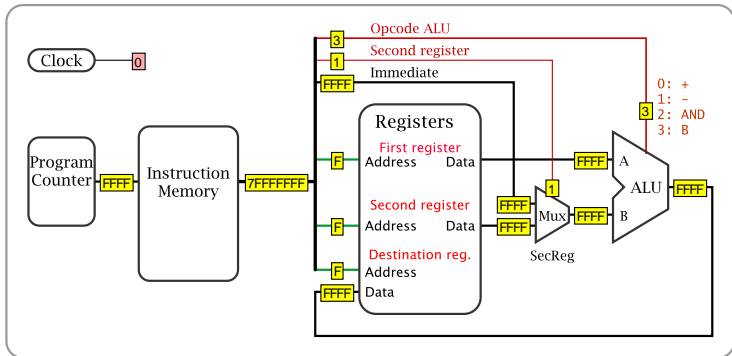 Opcode ALU
3
Clock
0
Second register
1
Immediate
FFFF
0: +
1: -
2: AND
3: B
3
Registers
Program
Counter
FFFF
Instruction
Memory
7FFFFFFF
F
First register
Address
Data
FFFF
A
ALU
FFFF
1
FFFF
Mux
FFFF
B
F
Second register
Address
Data
FFFF
SecReg
Destination reg.
F
Address
FFFF
Data